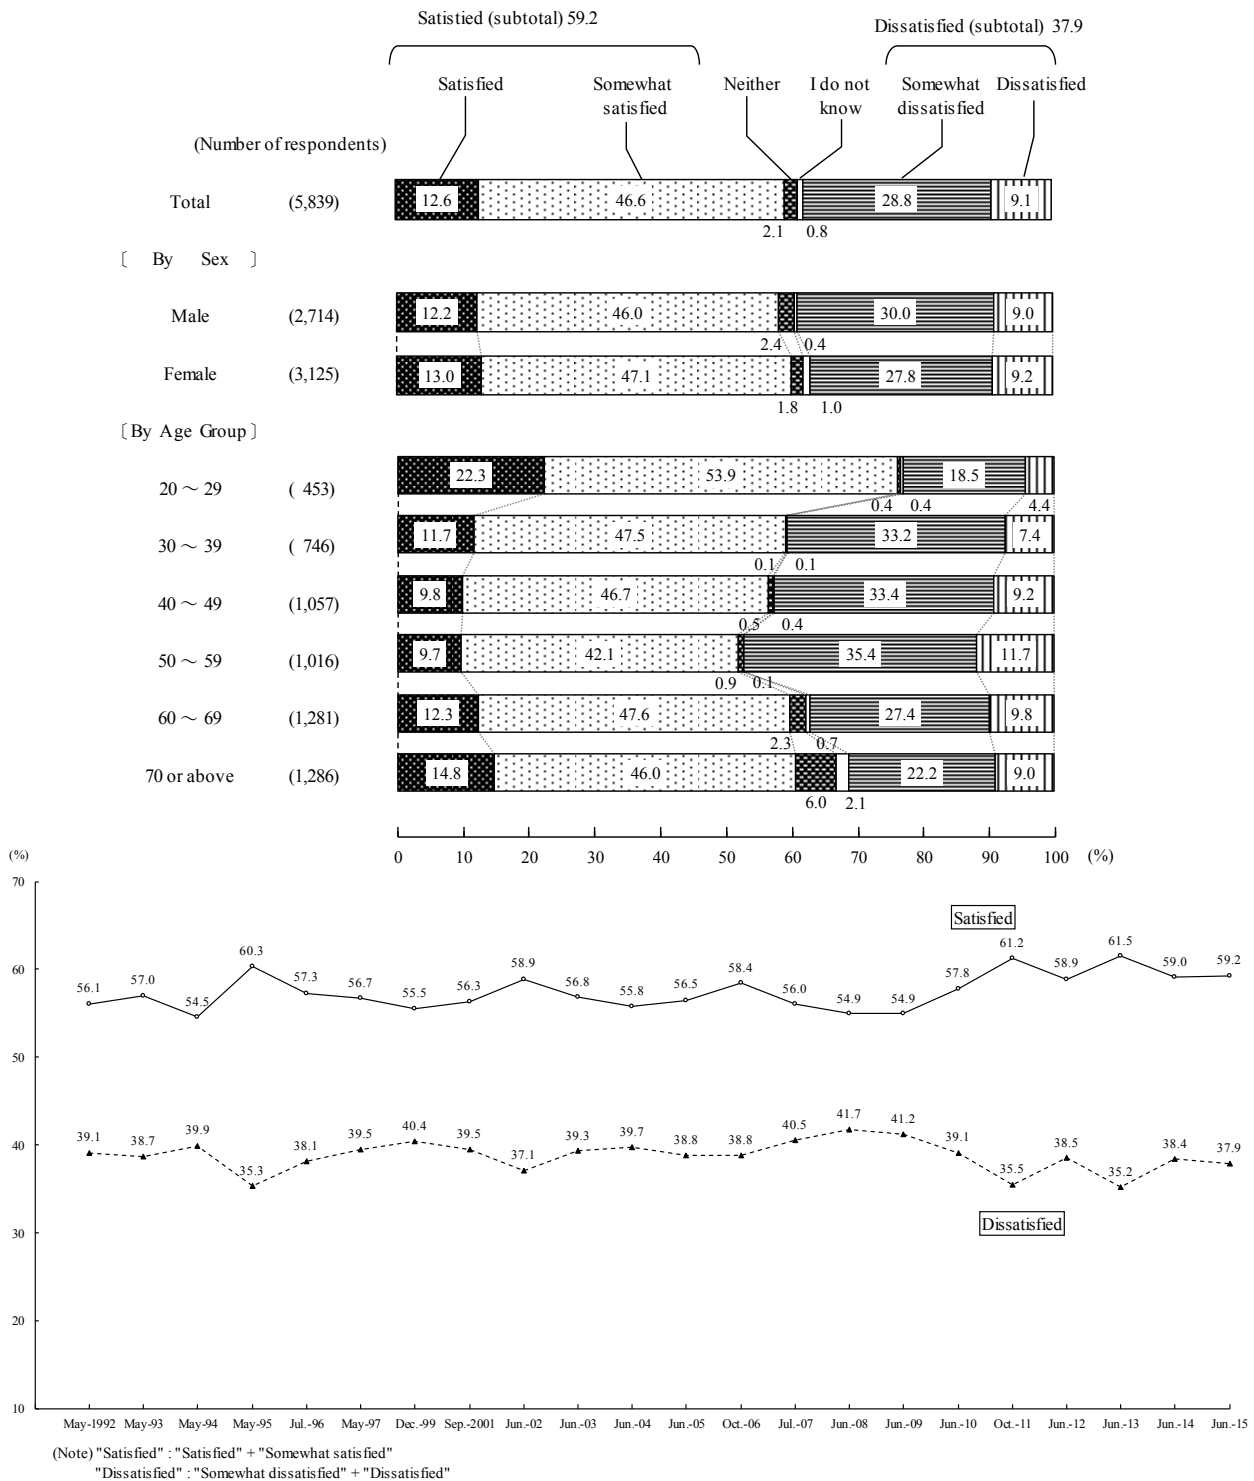 Satistied (subtotal) 59.2
Dissatisfied (subtotal) 37.9
Satisfied Somewhat satisfied Neither I do not know Somewhat dissatisfied Dissatisfied
(Number of respondents)
Total (5,839) 12.6 46.6 28.8 9.1
2.1 0.8
〔 By Sex 〕
Male (2,714) 12.2 46.0 30.0 9.0
2.4 0.4
Female (3,125) 13.0 47.1 27.8 9.2
1.8 1.0
〔By Age Group〕
20 ～ 29 ( 453) 22.3 53.9 18.5
0.4 0.4 4.4
30 ～ 39 ( 746) 11.7 47.5 33.2 7.4
0.1 0.1
40 ～ 49 (1,057) 9.8 46.7 33.4 9.2
0.5 0.4
50 ～ 59 (1,016) 9.7 42.1 35.4 11.7
0.9 0.1
60 ～ 69 (1,281) 12.3 47.6 27.4 9.8
2.3 0.7
70 or above (1,286) 14.8 46.0 22.2 9.0
6.0 2.1
0 10 20 30 40 50 60 70 80 90 100 (%)
(%)
70
Satisfied
60
56.1 57.0 54.5 60.3 57.3 56.7 55.5 56.3 58.9 56.8 55.8 56.5 58.4 56.0 54.9 54.9 57.8 61.2 58.9 61.5 59.0 59.2
50
40
39.1 38.7 39.9 35.3 38.1 39.5 40.4 39.5 37.1 39.3 39.7 38.8 38.8 40.5 41.7 41.2 39.1 35.5 38.5 35.2 38.4 37.9
Dissatisfied
30
20
10
May-1992 May-93 May-94 May-95 Jul.-96 May-97 Dec.-99 Sep.-2001 Jun.-02 Jun.-03 Jun.-04 Jun.-05 Oct.-06 Jul.-07 Jun.-08 Jun.-09 Jun.-10 Oct.-11 Jun.-12 Jun.-13 Jun.-14 Jun.-15
(Note) "Satisfied" : "Satisfied" + "Somewhat satisfied"
"Dissatisfied" : "Somewhat dissatisfied" + "Dissatisfied"